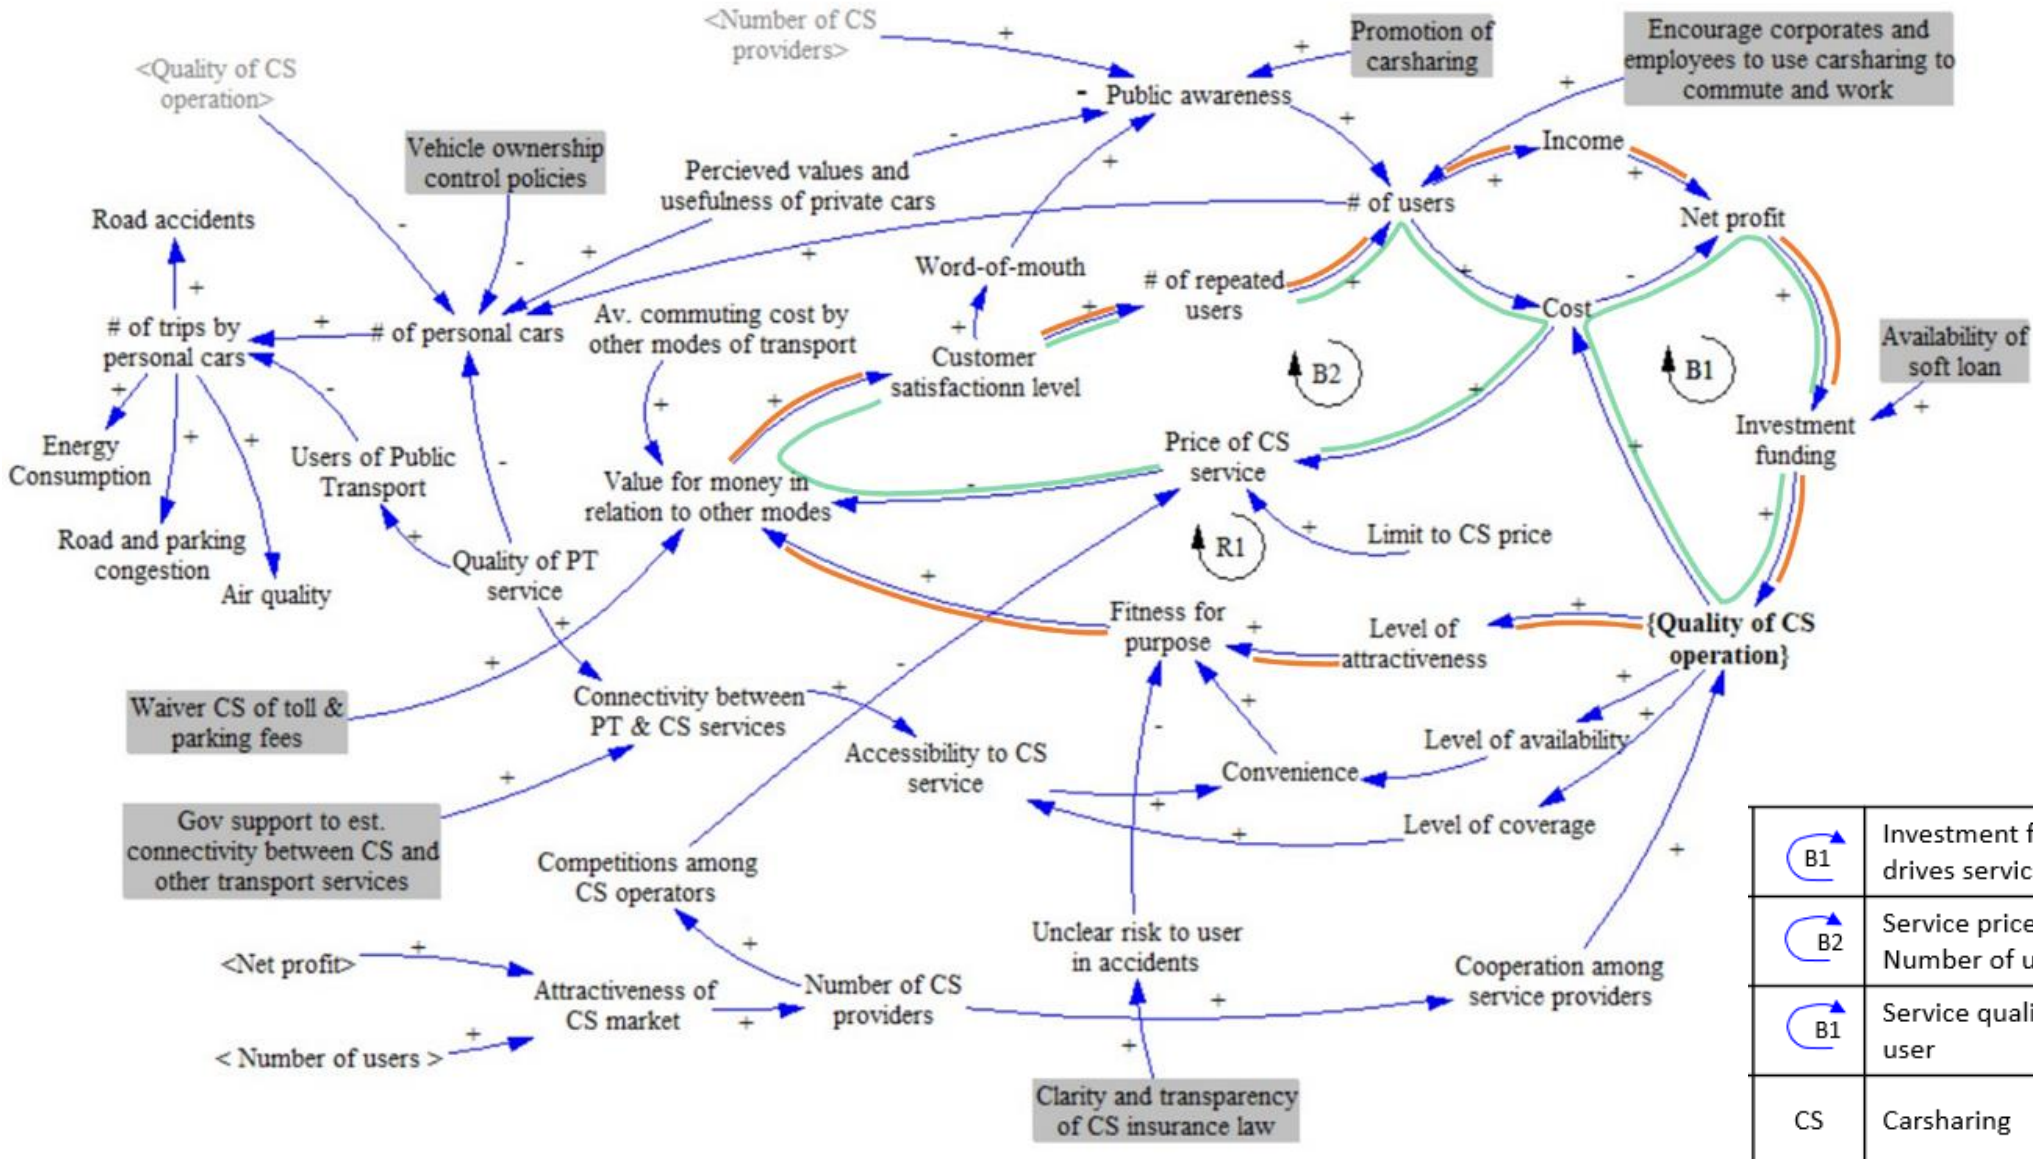 <Number of CS
providers>
Promotion of
carsharing
Encourage corporates and
employees to use carsharing to
commute and work
<Quality of CS
operation>
- Public awareness
Vehicle ownership
control policies
Percieved values and
usefulness of private cars
Income
# of users
Net profit
Road accidents
Word-of-mouth
# of repeated
users
Cost
# of trips by
personal cars
# of personal cars
Av. commuting cost by
other modes of transport
Customer
satisfactionn level
B2
B1
Availability of
soft loan
Energy
Consumption
Users of Public
Transport
Value for money in
relation to other modes
Price of CS
service
Investment
funding
Road and parking
congestion
Air quality
Quality of PT
service
R1
Limit to CS price
Fitness for
purpose
Level of
attractiveness
{Quality of CS
operation}
Waiver CS of toll &
parking fees
Connectivity between
PT & CS services
Accessibility to CS
service
Convenience
Level of availability
Level of coverage
Gov support to est.
connectivity between CS and
other transport services
Competitions among
CS operators
Unclear risk to user
in accidents
Cooperation among
service providers
<Net profit>
Attractiveness of
CS market
Number of CS
providers
< Number of users >
Clarity and transparency
of CS insurance law
B1
Investment
drives
B2
Service price
Number of
B1
Service
user
CS
Carsharing